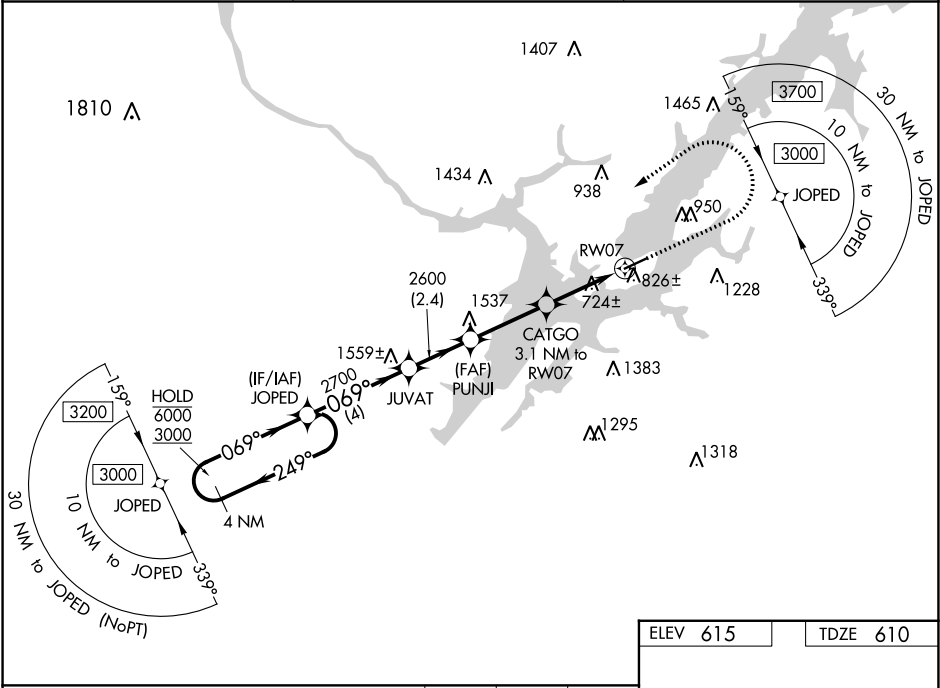 1407
1810
1465
159°
3700
30 NM to JOPED
10 NM to JOPED
3000
1434
938
JOPED
950
RW07
826±
724±
1228
339°
2600
(2.4)
1537
CATGO
3.1 NM to
RW07
1559±
(FAF)
PUNJI
1383
(IF/IAF)
JOPED
2700
069°
(4)
JUVAT
159°
HOLD
6000
3000
3200
069°
1295
249°
3000
1318
JOPED
4 NM
10 NM to JOPED
339°
30 NM to JOPED (NoPT)
ELEV 615
TDZE 610